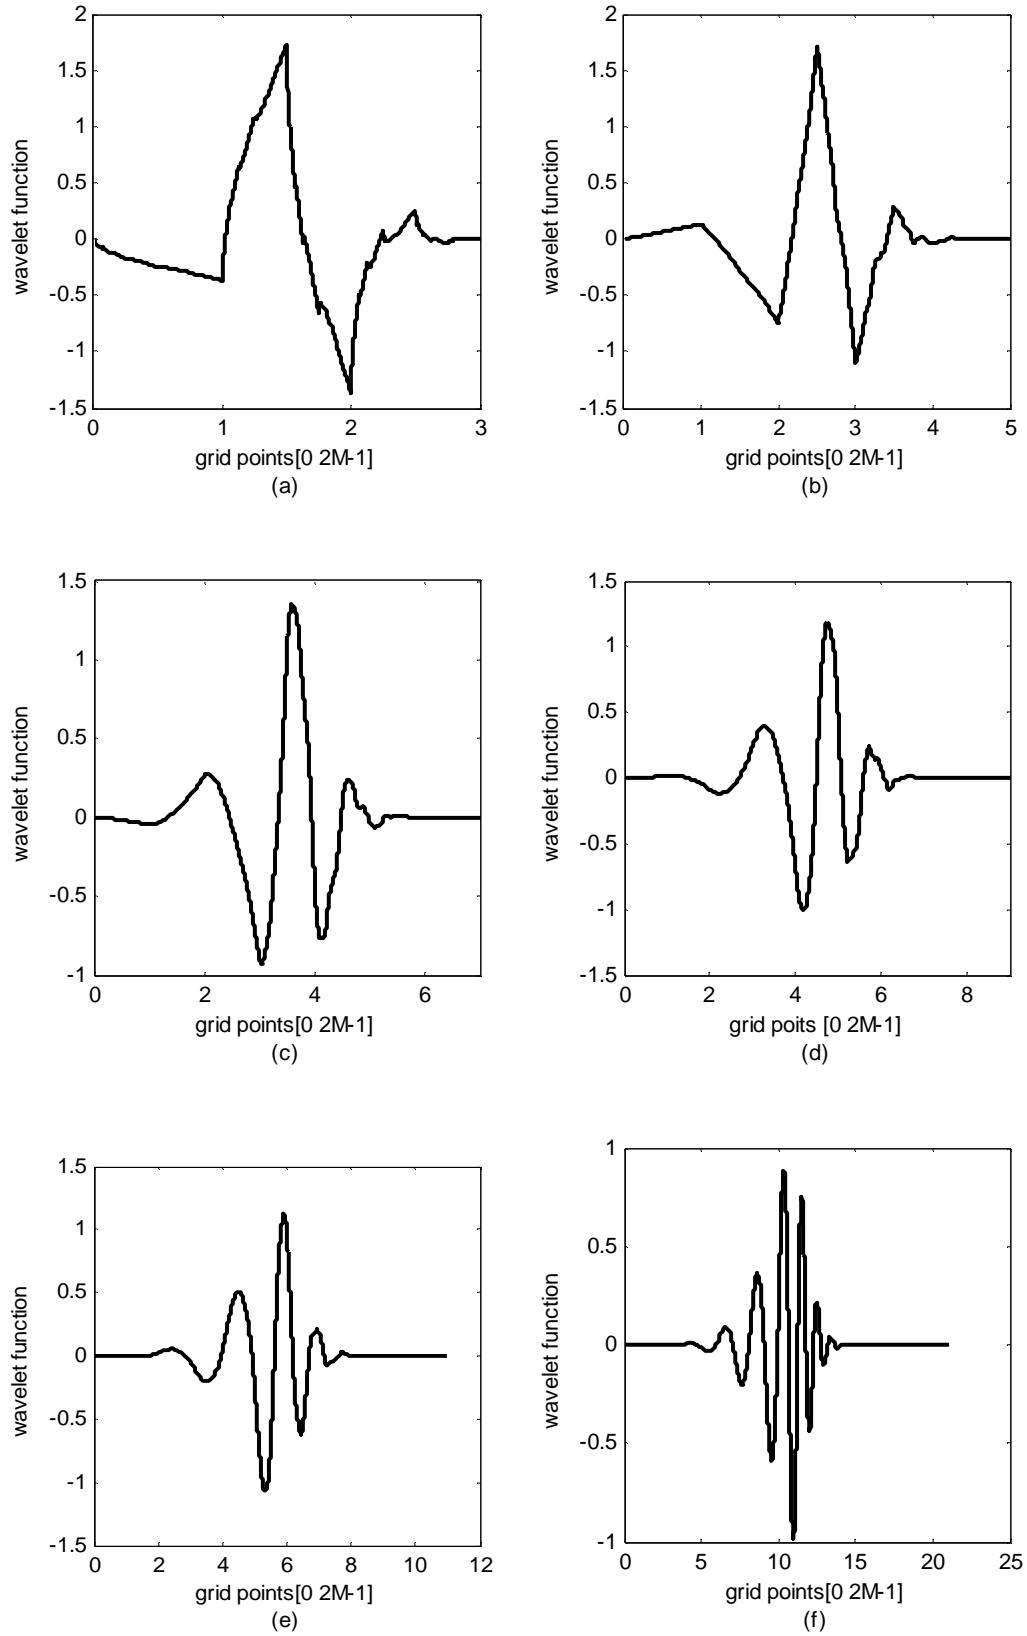 2
1.5
1
0.5
0
-0.5
-1
-1.5
0 1 2 3
wavelet function
grid points[0 2M-1]
(a)
2
1.5
1
0.5
0
-0.5
-1
-1.5
0 1 2 3 4 5
wavelet function
grid points[0 2M-1]
(b)
1.5
1
0.5
0
-0.5
-1
0 2 4 6
wavelet function
grid points[0 2M-1]
(c)
1.5
1
0.5
0
-0.5
-1
-1.5
0 2 4 6 8
wavelet function
grid poits [0 2M-1]
(d)
1.5
1
0.5
0
-0.5
-1
-1.5
0 2 4 6 8 10 12
wavelet function
grid points[0 2M-1]
(e)
1
0.5
0
-0.5
-1
0 5 10 15 20 25
wavelet function
grid points[0 2M-1]
(f)